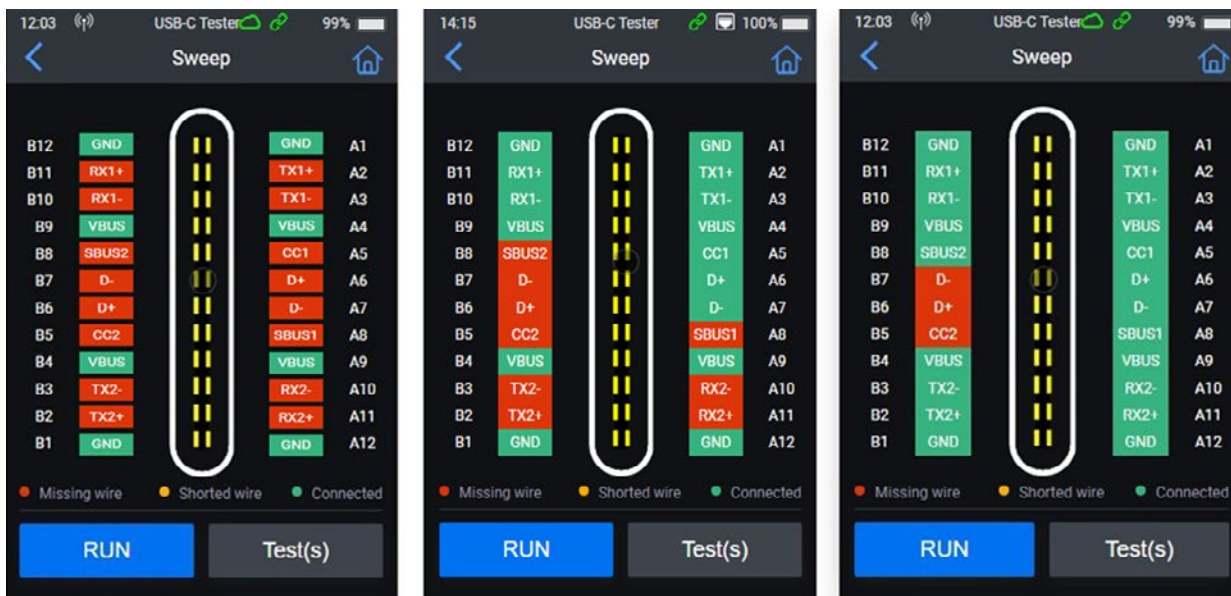 12:03 USB-C Tester 99%
Sweep
B12 GND GND A1
B11 RX1+ TX1+ A2
B10 RX1- TX1- A3
B9 VBUS VBUS A4
B8 SBUS2 CC1 A5
B7 D- D+ A6
B6 D+ D- A7
B5 CC2 SBUS1 A8
B4 VBUS VBUS A9
B3 TX2- RX2- A10
B2 TX2+ RX2+ A11
B1 GND GND A12
Missing wire Shorted wire Connected
RUN Test(s)
14:15 USB-C Tester 100%
Sweep
B12 GND GND A1
B11 RX1+ TX1+ A2
B10 RX1- TX1- A3
B9 VBUS VBUS A4
B8 SBUS2 CC1 A5
B7 D- D+ A6
B6 D+ D- A7
B5 CC2 SBUS1 A8
B4 VBUS VBUS A9
B3 TX2- RX2- A10
B2 TX2+ RX2+ A11
B1 GND GND A12
Missing wire Shorted wire Connected
RUN Test(s)
12:03 USB-C Tester 99%
Sweep
B12 GND GND A1
B11 RX1+ TX1+ A2
B10 RX1- TX1- A3
B9 VBUS VBUS A4
B8 SBUS2 CC1 A5
B7 D- D+ A6
B6 D+ D- A7
B5 CC2 SBUS1 A8
B4 VBUS VBUS A9
B3 TX2- RX2- A10
B2 TX2+ RX2+ A11
B1 GND GND A12
Missing wire Shorted wire Connected
RUN Test(s)